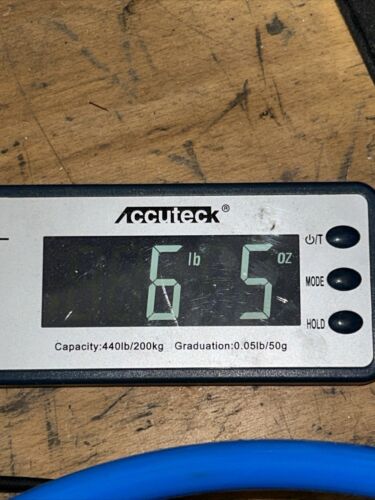 Accuteck®
6 lb 5 oz
⏻/T
MODE
HOLD
Capacity:440lb/200kg Graduation:0.05lb/50g